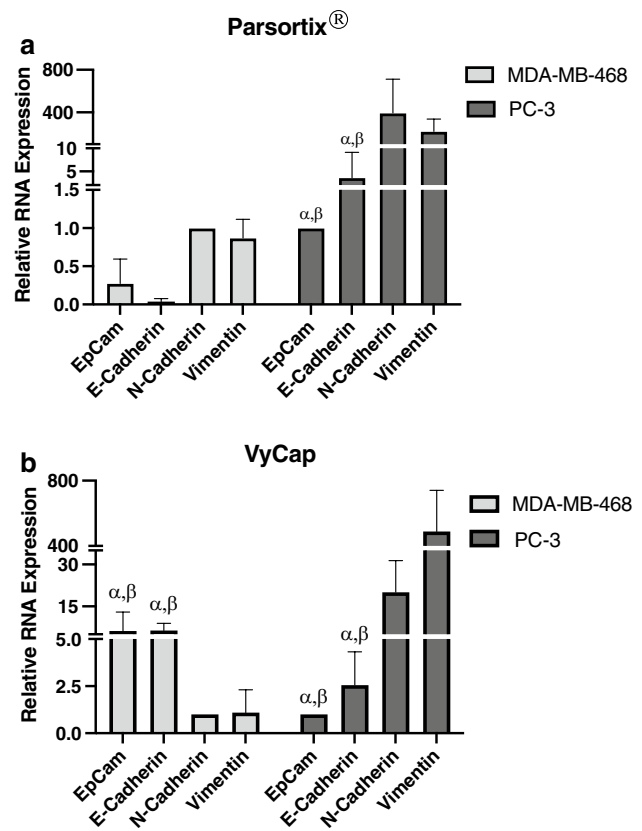 Parsortix®
a
800
400
10
5
1.5
1.0
0.5
0.0
Relative RNA Expression
MDA-MB-468
PC-3
α,β
α,β
EpCam
E-Cadherin
N-Cadherin
Vimentin
EpCam
E-Cadherin
N-Cadherin
Vimentin
VyCap
b
800
400
30
15
5.0
2.5
0.0
Relative RNA Expression
MDA-MB-468
PC-3
α,β
α,β
α,β
α,β
EpCam
E-Cadherin
N-Cadherin
Vimentin
EpCam
E-Cadherin
N-Cadherin
Vimentin